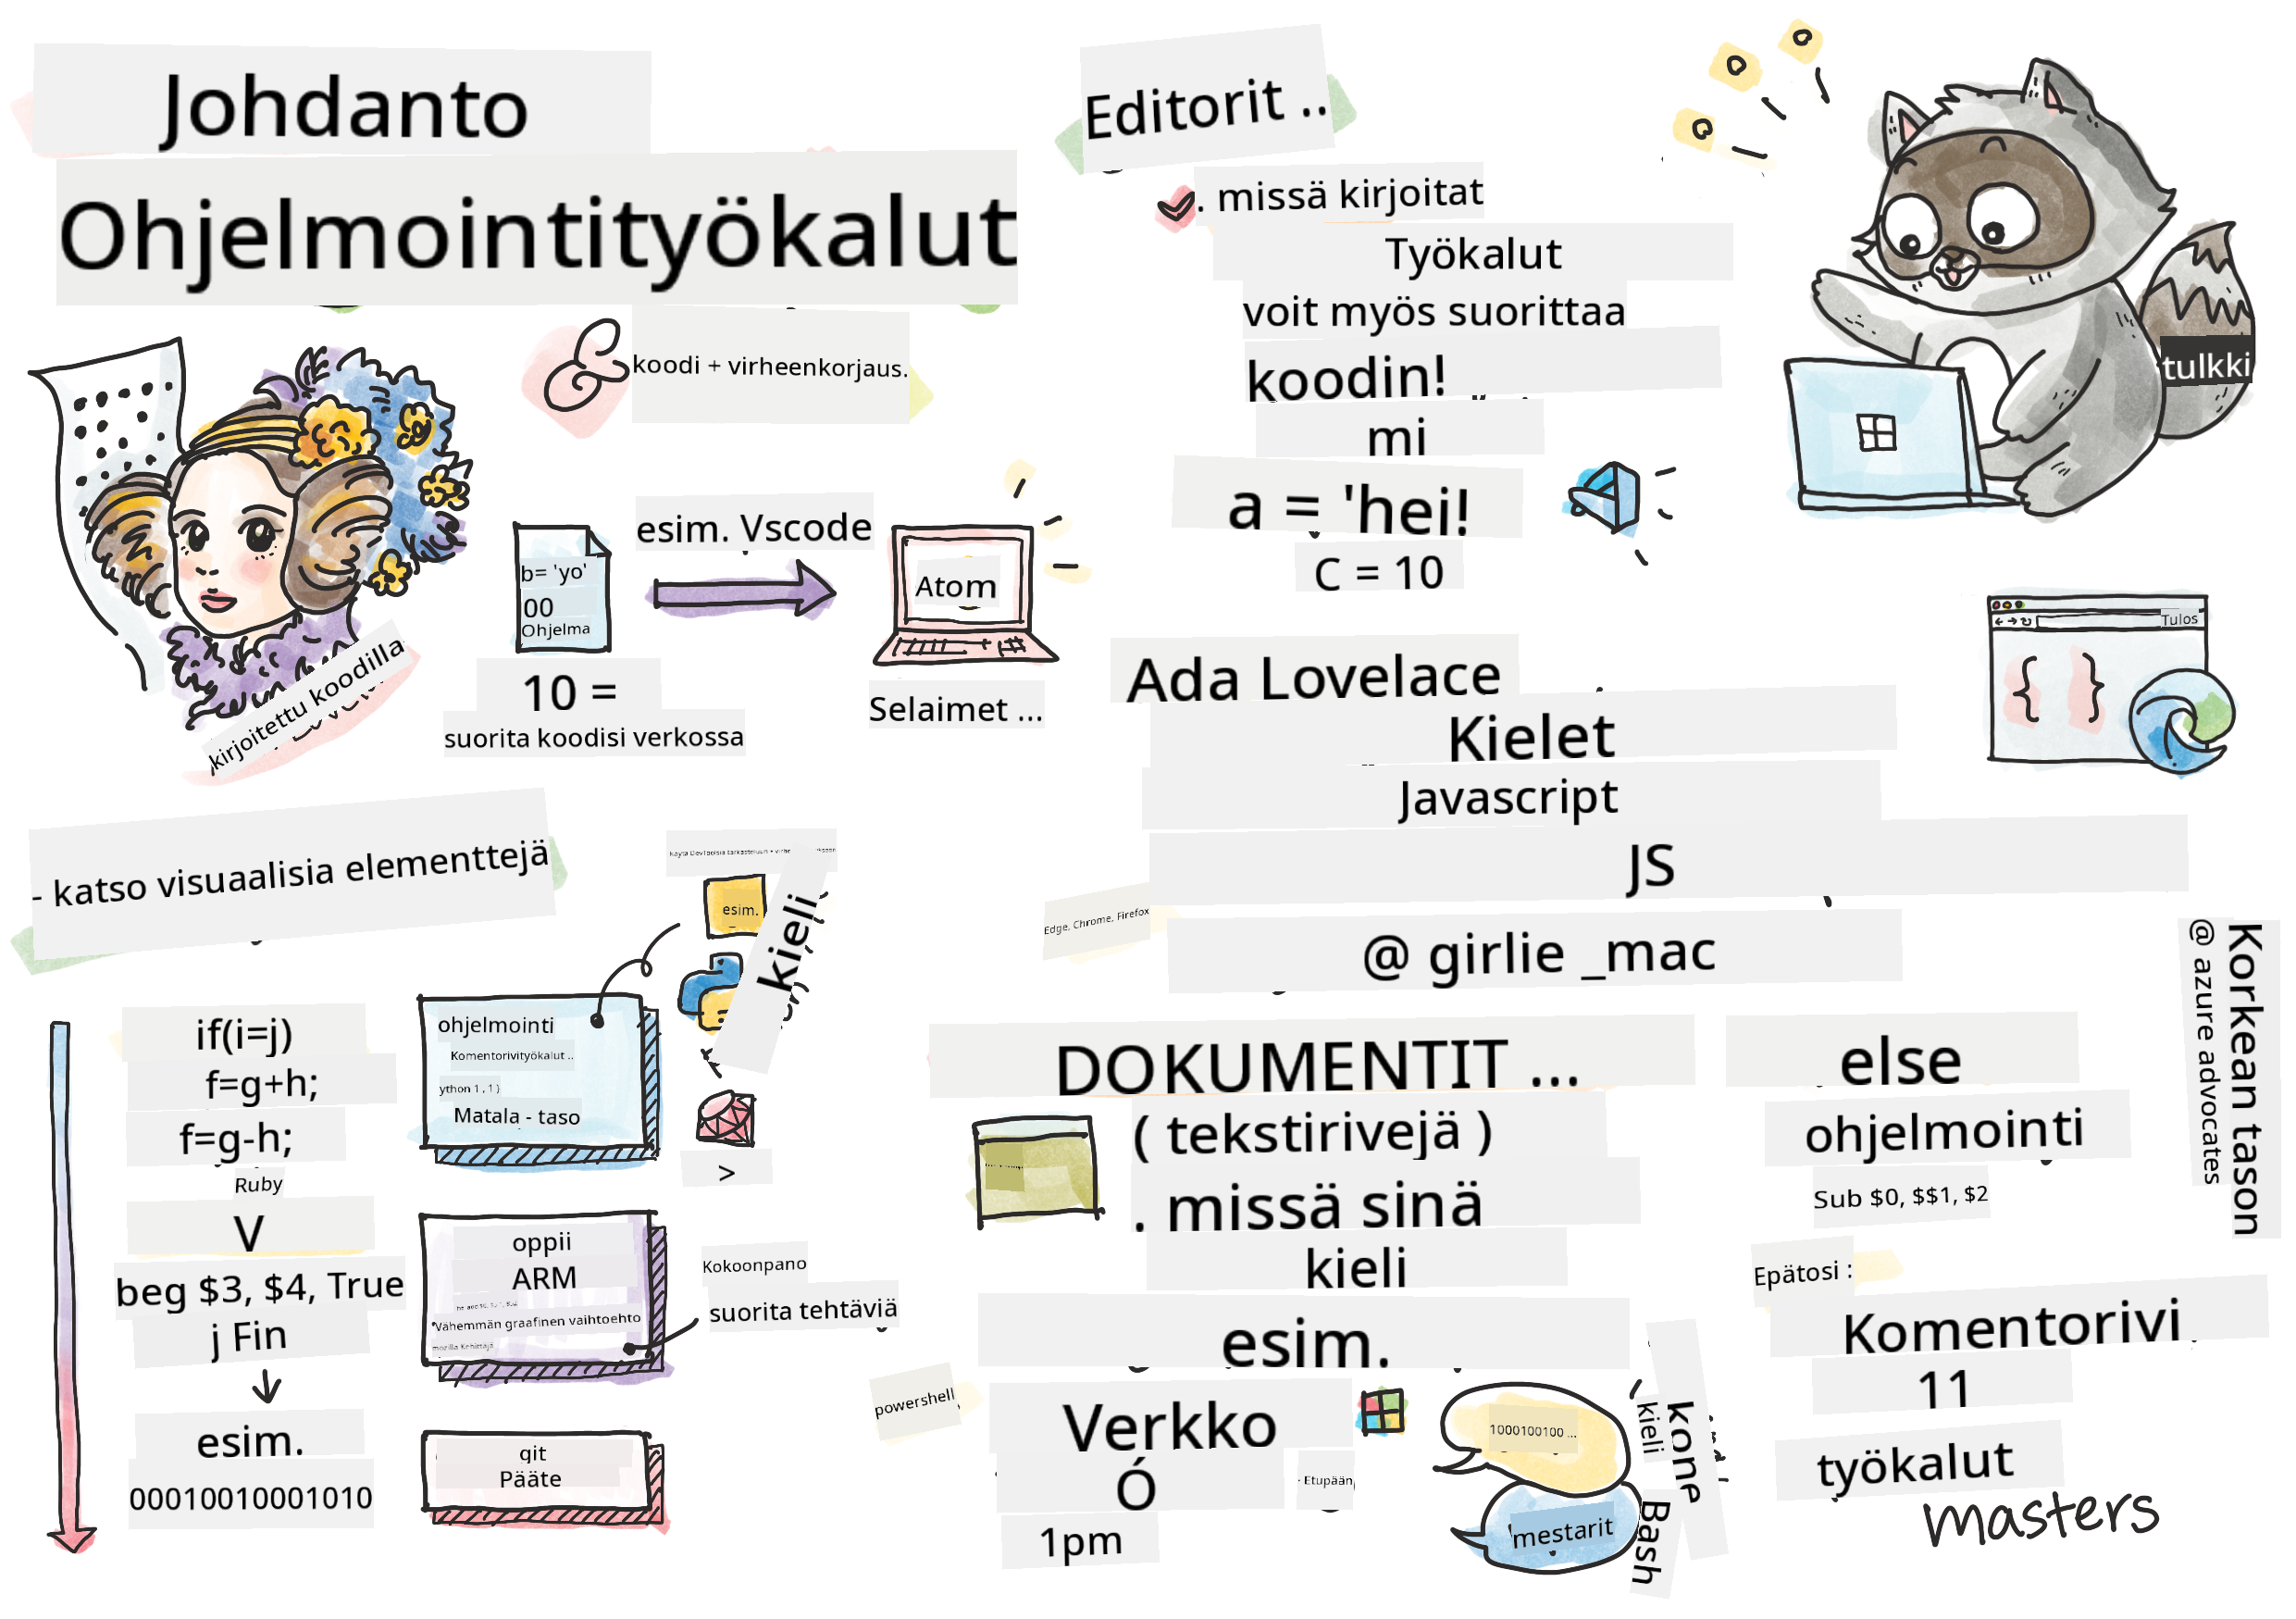 Johdanto
Ohjelmointityökalut
& koodi + virheenkorjaus.
b= 'yo'
00
Ohjelma
esim. Vscode
Atom
10 =
suorita koodisi verkossa
Selaimet ...
kirjoitettu koodilla
Editorit ..
. missä kirjoitat
Työkalut
voit myös suorittaa
koodin!
mi
a = 'hei!
C = 10
tulkki
Tulos
{ }
Ada Lovelace
Kielet
Javascript
JS
Edge, Chrome, Firefox
@ girlie _mac
- katso visuaalisia elementtejä
esim.
kieli
if(i=j)
f=g+h;
f=g-h;
Ruby
V
beg $3, $4, True
j Fin
esim.
00010010001010
ohjelmointi
Komentorivityökalut ..
ython 1 , 1 )
Matala - taso
>
oppii
ARM
Vähemmän graafinen vaihtoehto
mozilla Kehittäjä
Kokoonpano
suorita tehtäviä
git
Pääte
DOKUMENTIT ...
( tekstirivejä )
. missä sinä
kieli
esim.
powershell
Verkko
Ó
1pm
- Etupään
1000100100 ...
mestarit
kieli
kone
Bash
else
ohjelmointi
Sub $0, $$1, $2
Epätosi :
Komentorivi
11
työkalut
masters
Korkean tason
@ azure advocates